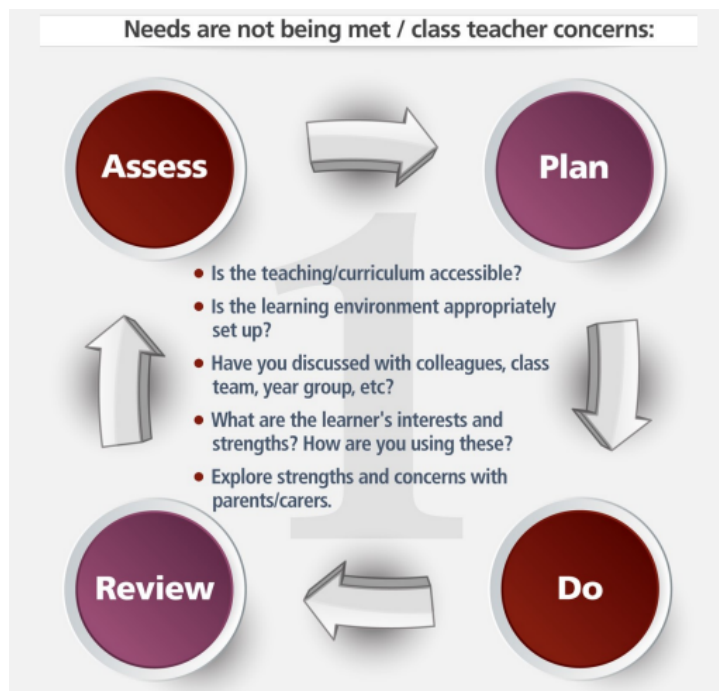 Needs are not being met / class teacher concerns:
Assess
Plan
1
• Is the teaching/curriculum accessible?
• Is the learning environment appropriately
set up?
• Have you discussed with colleagues, class
team, year group, etc?
• What are the learner's interests and
strengths? How are you using these?
• Explore strengths and concerns with
parents/carers.
Review
Do